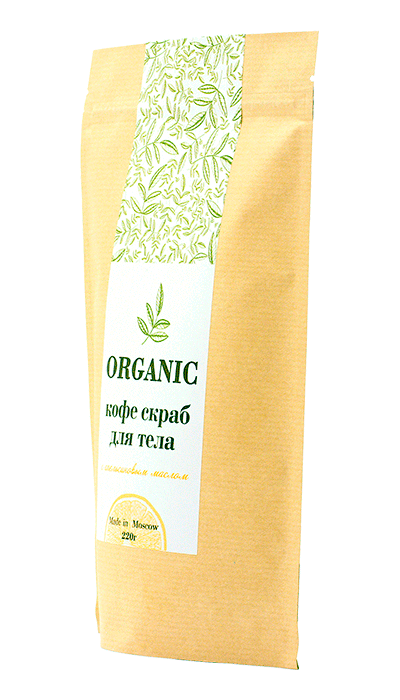 ORGANIC
кофе скраб
для тела
апельсиновым маслом
Made in Moscow
220г